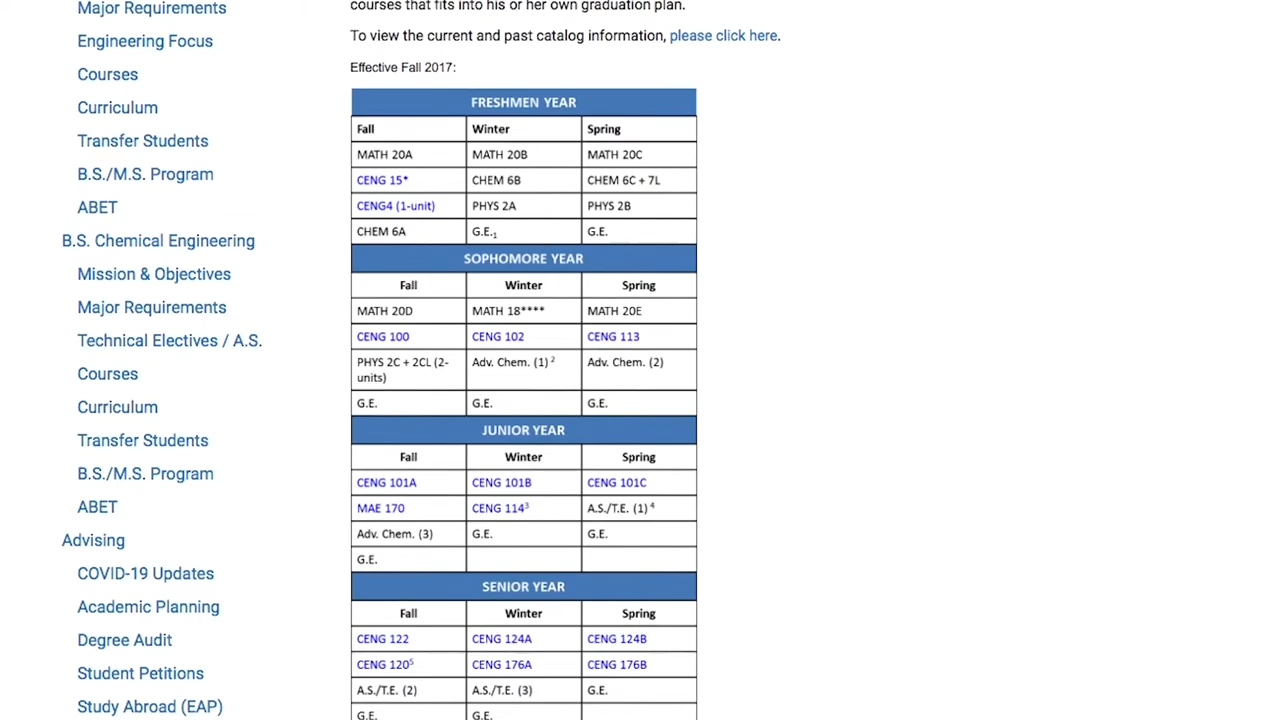 Major Requirements
Engineering Focus
Courses
Curriculum
Transfer Students
B.S./M.S. Program
ABET
B.S. Chemical Engineering
Mission & Objectives
Major Requirements
Technical Electives / A.S.
Courses
Curriculum
Transfer Students
B.S./M.S. Program
ABET
Advising
COVID-19 Updates
Academic Planning
Degree Audit
Student Petitions
Study Abroad (EAP)
courses that fits into his or her own graduation plan.
To view the current and past catalog information, please click here.
Effective Fall 2017:
FRESHMEN YEAR
Fall Winter Spring
MATH 20A MATH 20B MATH 20C
CENG 15* CHEM 6B CHEM 6C + 7L
CENG4 (1-unit) PHYS 2A PHYS 2B
CHEM 6A G.E.1 G.E.
SOPHOMORE YEAR
Fall Winter Spring
MATH 20D MATH 18**** MATH 20E
CENG 100 CENG 102 CENG 113
PHYS 2C + 2CL (2- Adv. Chem. (1) 2 Adv. Chem. (2)
units)
G.E. G.E. G.E.
JUNIOR YEAR
Fall Winter Spring
CENG 101A CENG 101B CENG 101C
MAE 170 CENG 1143 A.S./T.E. (1) 4
Adv. Chem. (3) G.E. G.E.
G.E.
SENIOR YEAR
Fall Winter Spring
CENG 122 CENG 124A CENG 124B
CENG 1205 CENG 176A CENG 176B
A.S./T.E. (2) A.S./T.E. (3) G.E.
G.E. G.E.